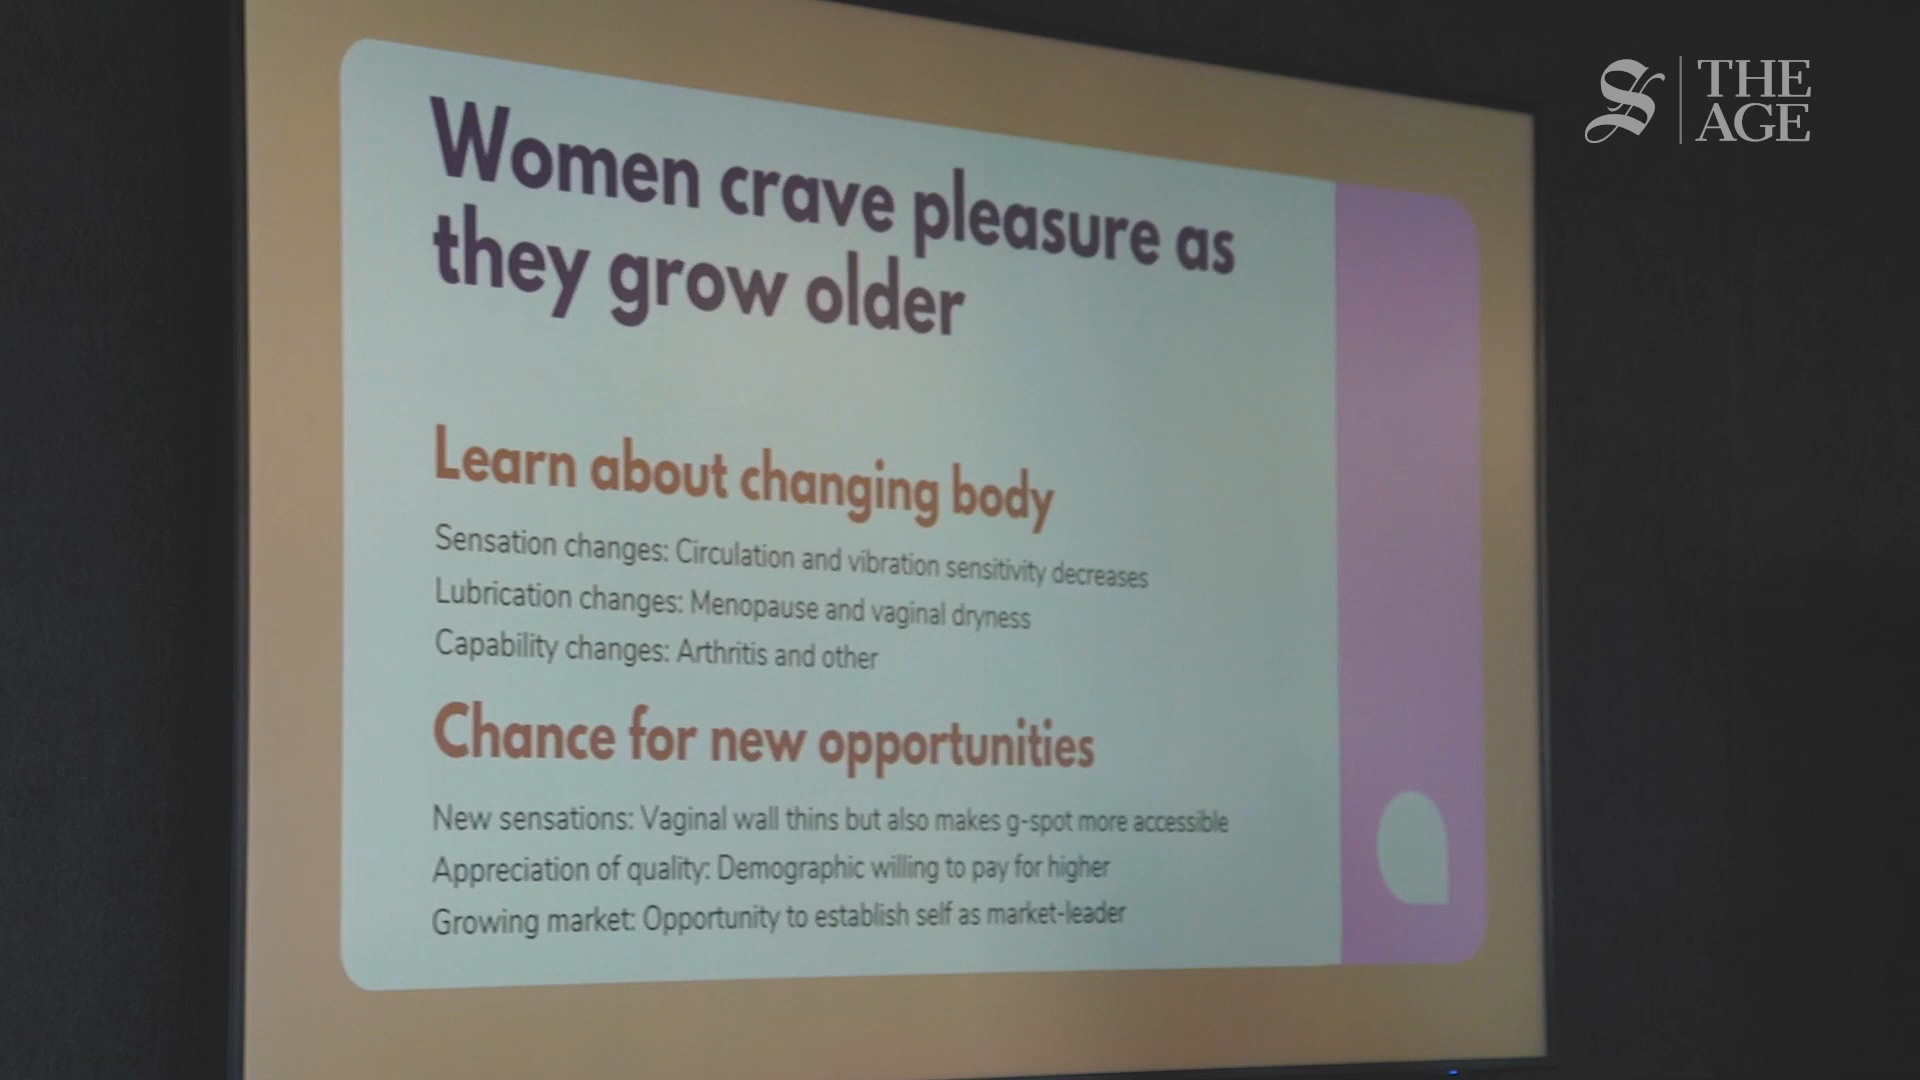 Women crave pleasure as
they grow older
Learn about changing body
Sensation changes: Circulation and vibration sensitivity decreases
Lubrication changes: Menopause and vaginal dryness
Capability changes: Arthritis and other
Chance for new opportunities
New sensations: Vaginal wall thins but also makes g-spot more accessible
Appreciation of quality: Demographic willing to pay for higher
Growing market: Opportunity to establish self as market-leader
S
THE
AGE